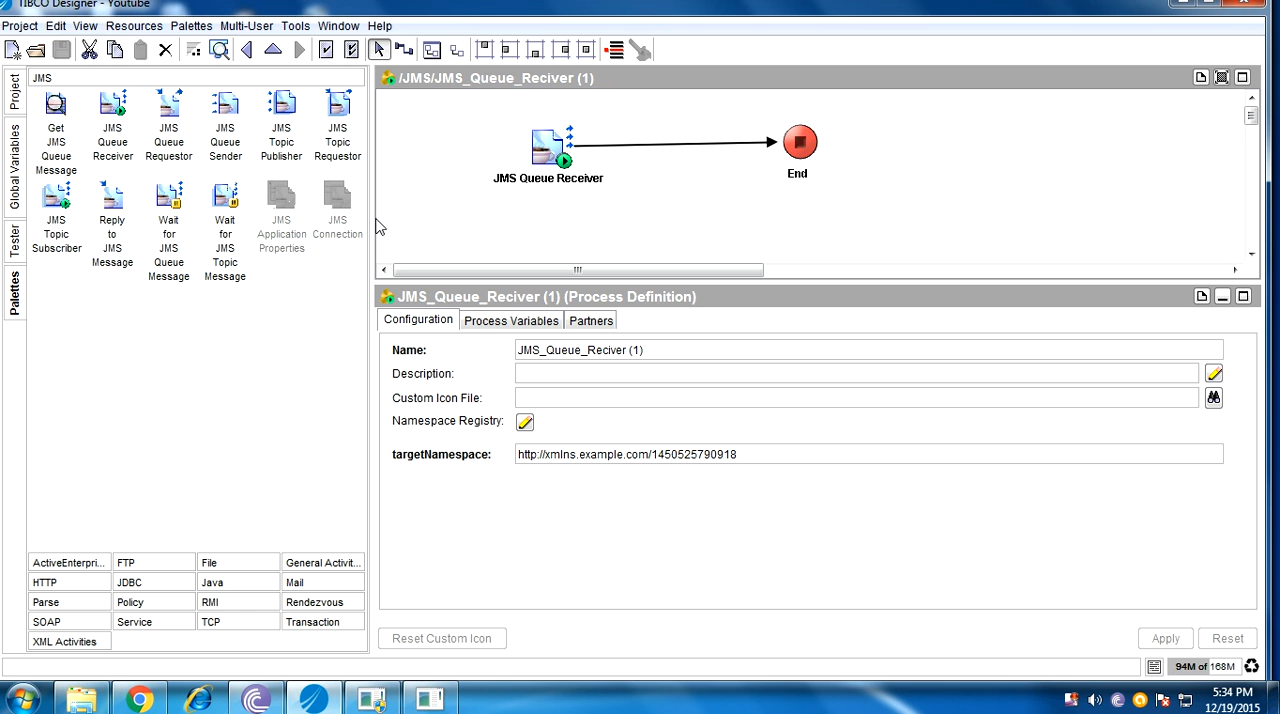 TIBCO Designer - Youtube
Project Edit View Resources Palettes Multi-User Tools Window Help
Project
Global Variables
Tester
Palettes
JMS
Get JMS Queue Message
JMS Queue Receiver
JMS Queue Requestor
JMS Queue Sender
JMS Topic Publisher
JMS Topic Requestor
JMS Topic Subscriber
Reply to JMS Message
Wait for JMS Queue Message
Wait for JMS Topic Message
JMS Application Properties
JMS Connection
ActiveEnterpri... FTP File General Activit...
HTTP JDBC Java Mail
Parse Policy RMI Rendezvous
SOAP Service TCP Transaction
XML Activities
/JMS/JMS_Queue_Reciver (1)
JMS Queue Receiver
End
JMS_Queue_Reciver (1) (Process Definition)
Configuration Process Variables Partners
Name: JMS_Queue_Reciver (1)
Description:
Custom Icon File:
Namespace Registry:
targetNamespace: http://xmlns.example.com/1450525790918
Reset Custom Icon Apply Reset
94M of 168M
5:34 PM
12/19/2015